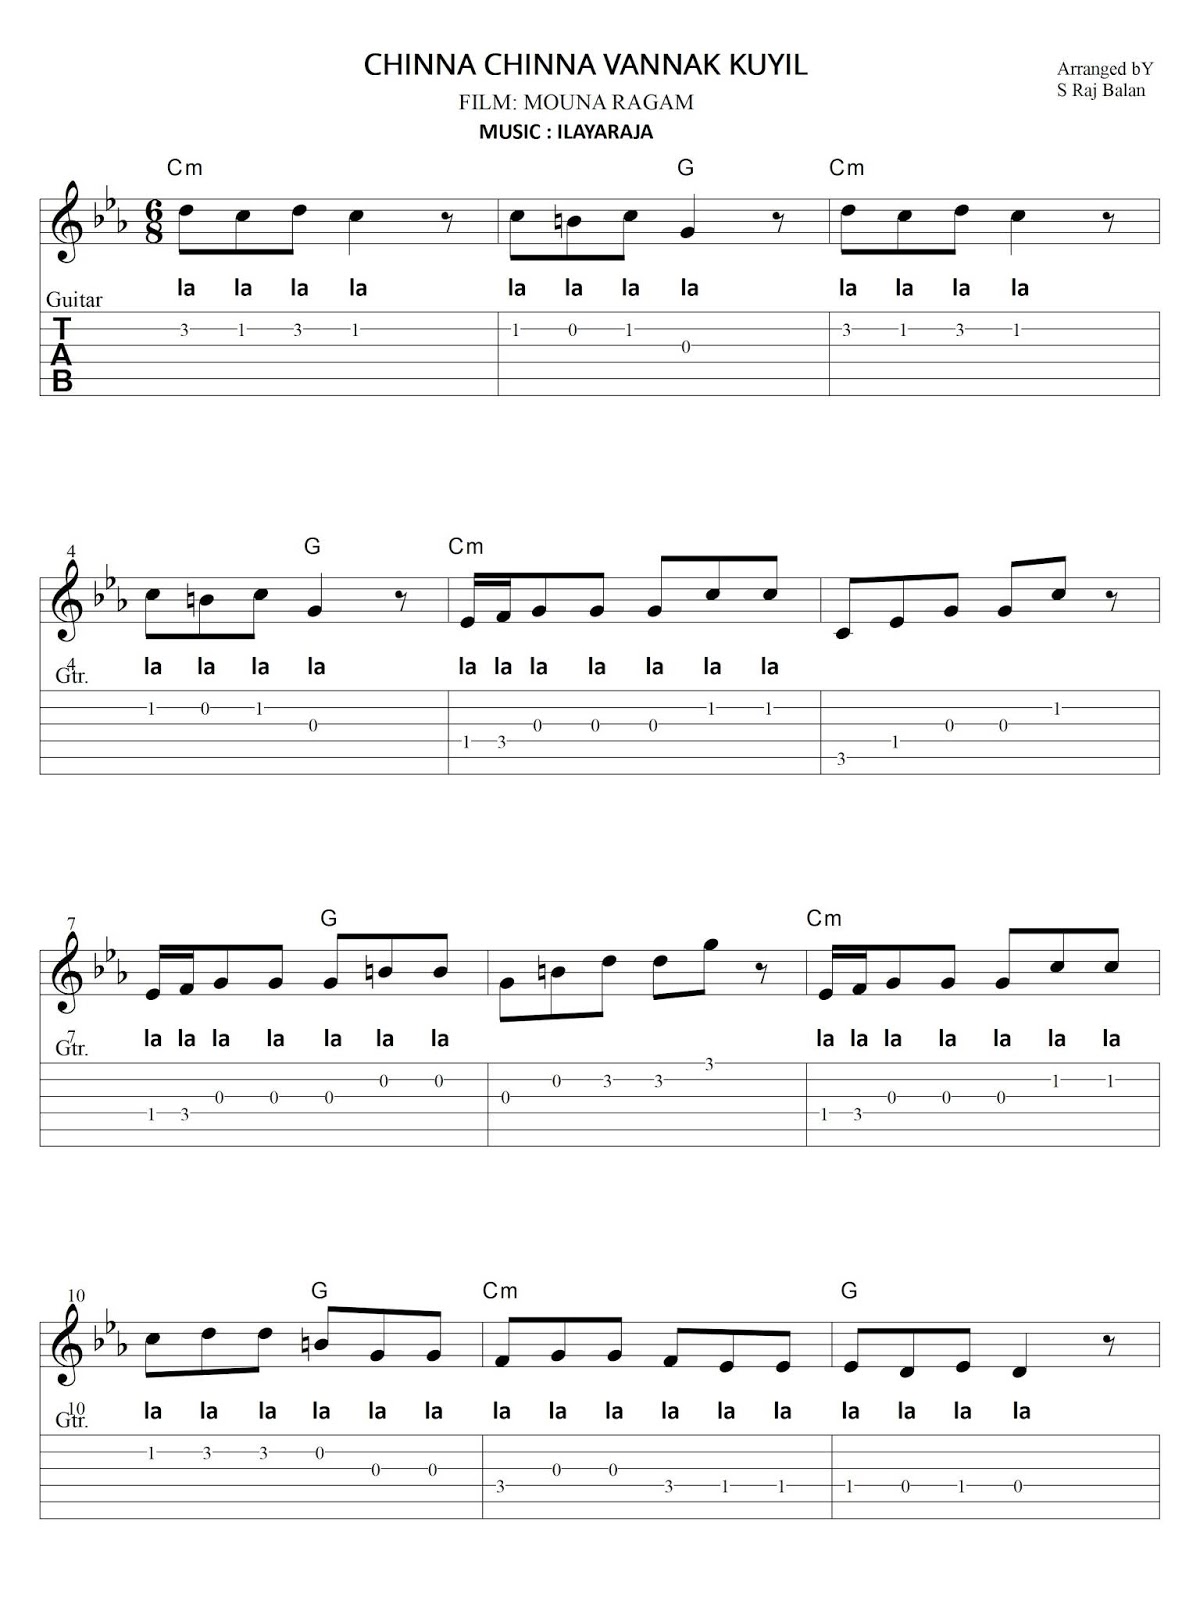 CHINNA CHINNA VANNAK KUYIL
Arranged bY
FILM: MOUNA RAGAM
S Raj Balan
MUSIC : ILAYARAJA
Cm G Cm
6
8
la la la la la la la la la la la la
Guitar
T
A
B
3 1 3 1 1 0 1 0 3 1 3 1
4 G Cm
la la la la la la la la la la la
4
Gtr.
1 0 1 0 1 3 0 0 0 1 1 3 1 0 0 1
7 G Cm
la la la la la la la la la la la la la la
7
Gtr.
1 3 0 0 0 0 0 0 0 3 3 3 1 3 0 0 0 1 1
10 G Cm G
la la la la la la la la la la la la la la la la
10
Gtr.
1 3 3 0 0 0 3 0 0 3 1 1 1 0 1 0